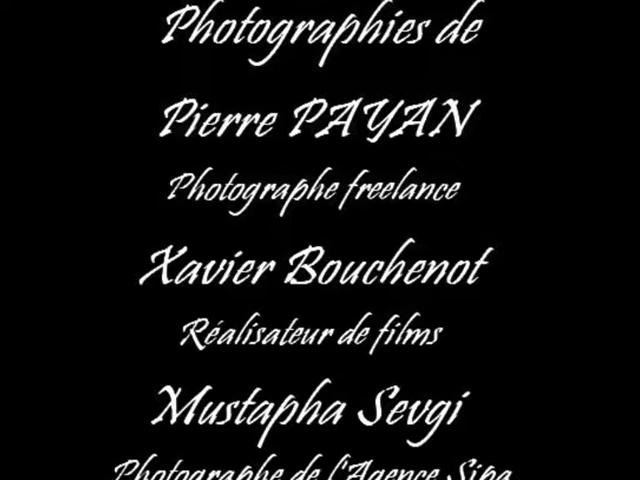 Photographies de
Pierre PAYAN
Photographe freelance
Xavier Bouchenot
Réalisateur de films
Mustapha Sevgi
Photographe de l'Agence Sipa